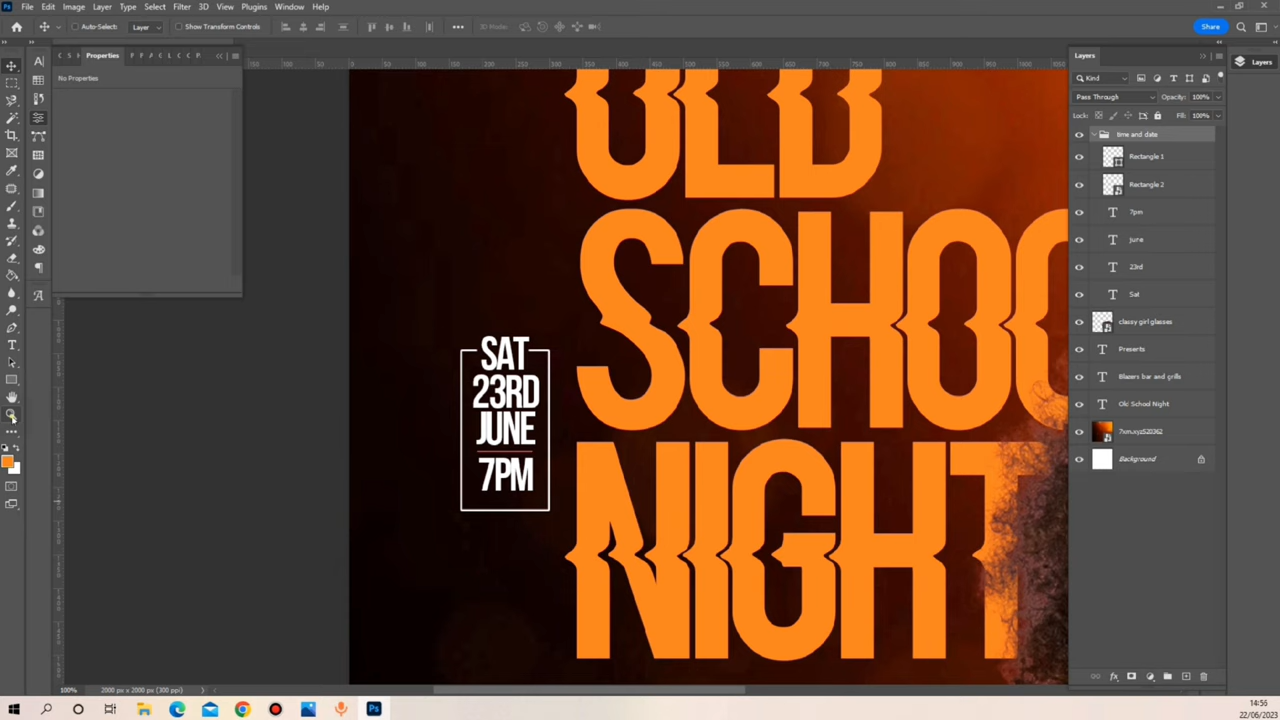 File Edit Image Layer Type Select Filter 3D View Plugins Window Help
Auto-Select: Layer Show Transform Controls 3D Mode: Share
Properties
No Properties
Layers
Layers
Kind
Pass Through Opacity: 100%
Lock: Fill: 100%
time and date
Rectangle 1
Rectangle 2
7pm
June
23rd
Sat
classy girl glasses
Presents
Blazers bar and grills
Old School Night
Background
OLD
SCHOO
NIGHT
SAT
23RD
JUNE
7PM
100% 2000 px x 2000 px (300 ppi)
14:56
22/06/2023